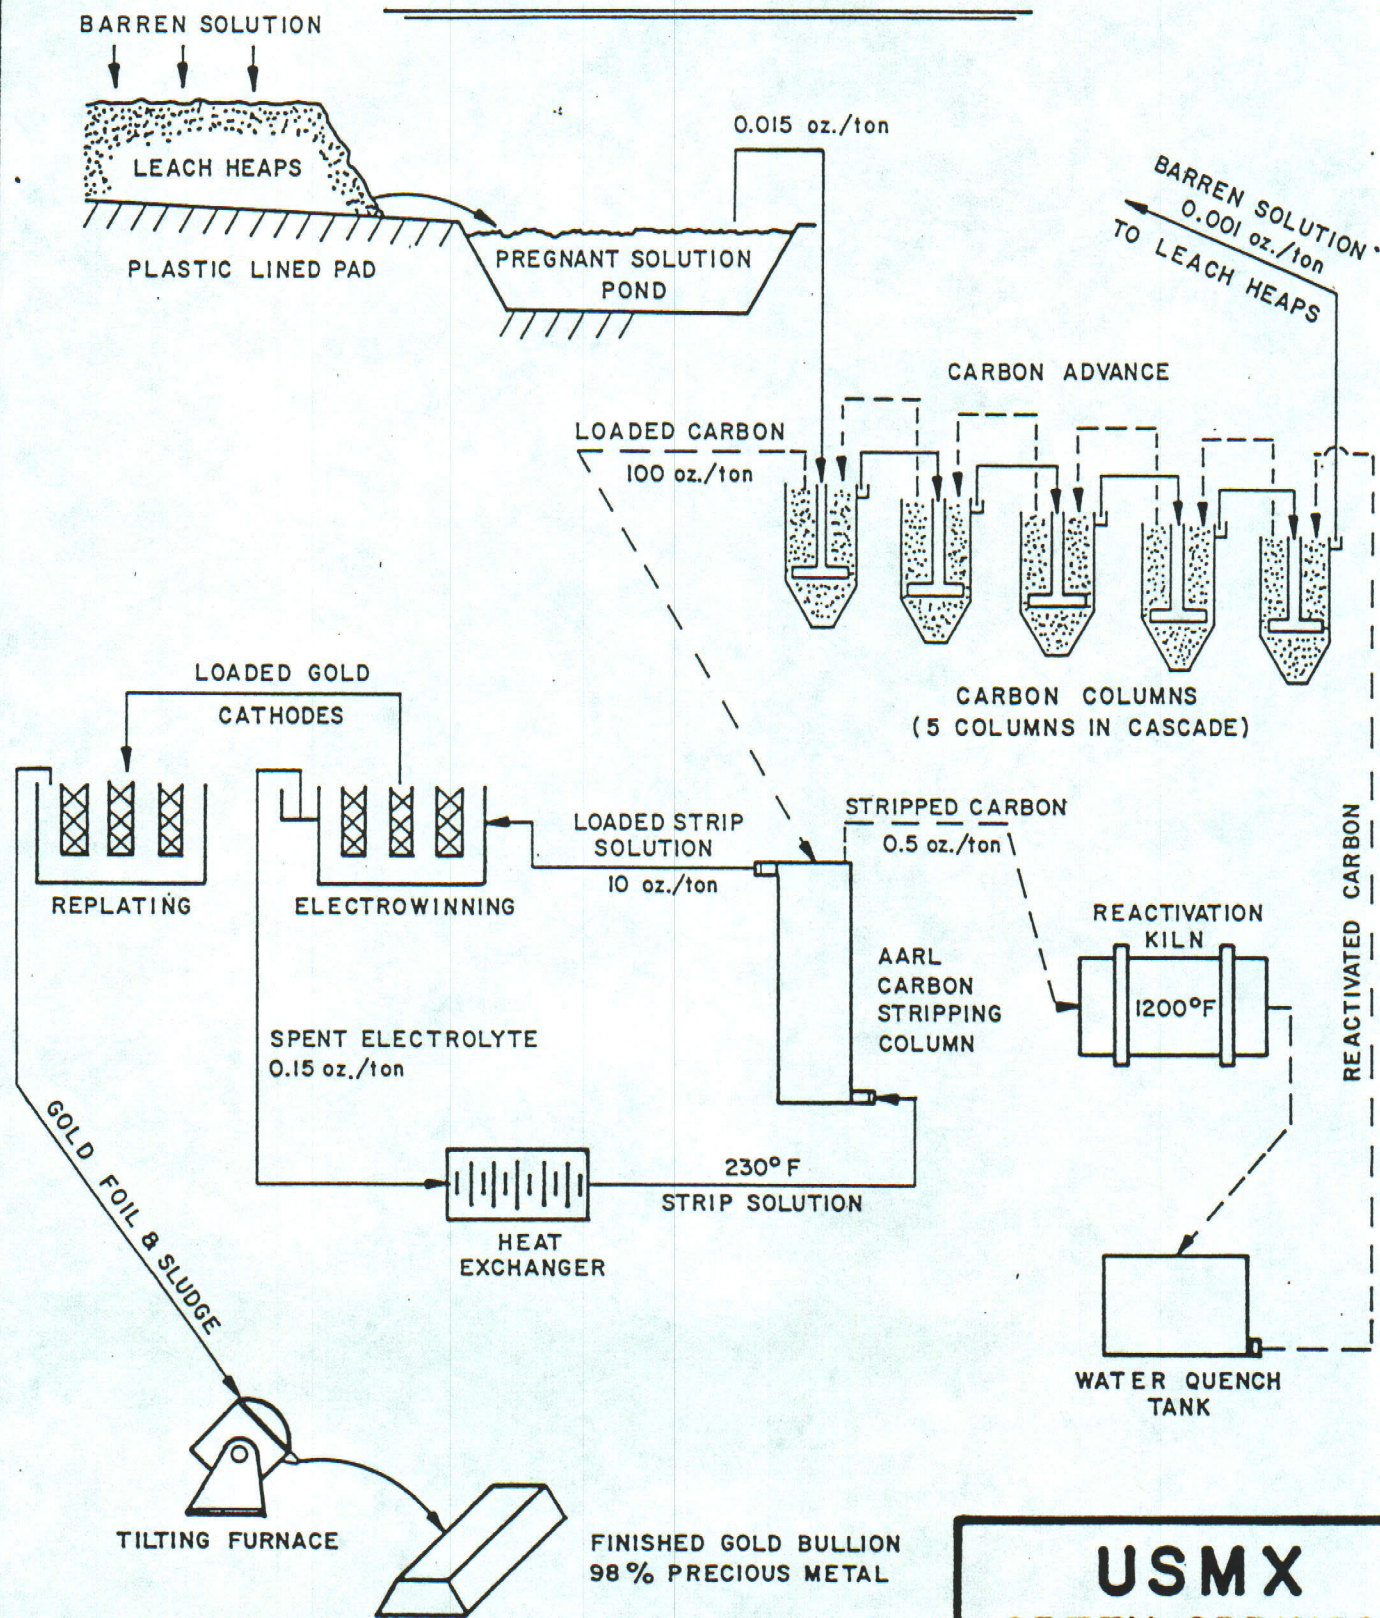 BARREN SOLUTION
0.015 oz./ton
LEACH HEAPS
BARREN SOLUTION
0.001 oz./ton
TO LEACH HEAPS
PLASTIC LINED PAD
PREGNANT SOLUTION
POND
CARBON ADVANCE
LOADED CARBON
100 oz./ton
LOADED GOLD
CATHODES
CARBON COLUMNS
(5 COLUMNS IN CASCADE)
LOADED STRIP
SOLUTION
10 oz./ton
STRIPPED CARBON
0.5 oz./ton
REPLATING
ELECTROWINNING
REACTIVATION
KILN
1200°F
REACTIVATED CARBON
AARL
CARBON
STRIPPING
COLUMN
SPENT ELECTROLYTE
0.15 oz./ton
GOLD FOIL & SLUDGE
230° F
STRIP SOLUTION
HEAT
EXCHANGER
WATER QUENCH
TANK
TILTING FURNACE
FINISHED GOLD BULLION
98 % PRECIOUS METAL
USMX